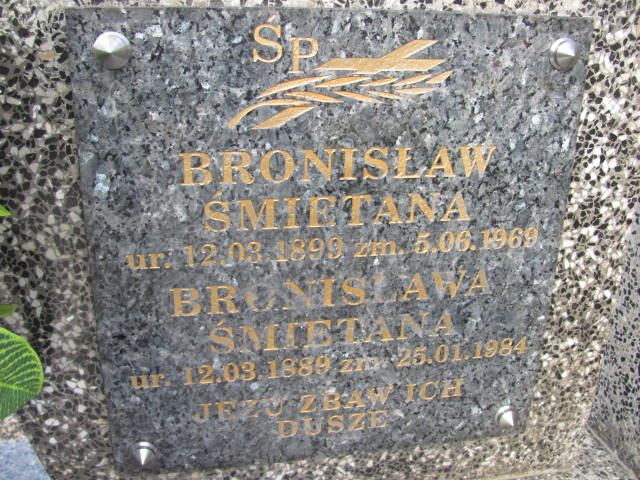 ŚP
BRONISŁAW
ŚMIETANA
ur. 12.03.1899 zm. 5.06.1969
BRONISŁAWA
ŚMIETANA
ur. 12.03.1889 zm. 25.01.1984
JEZU ZBAW ICH
DUSZE